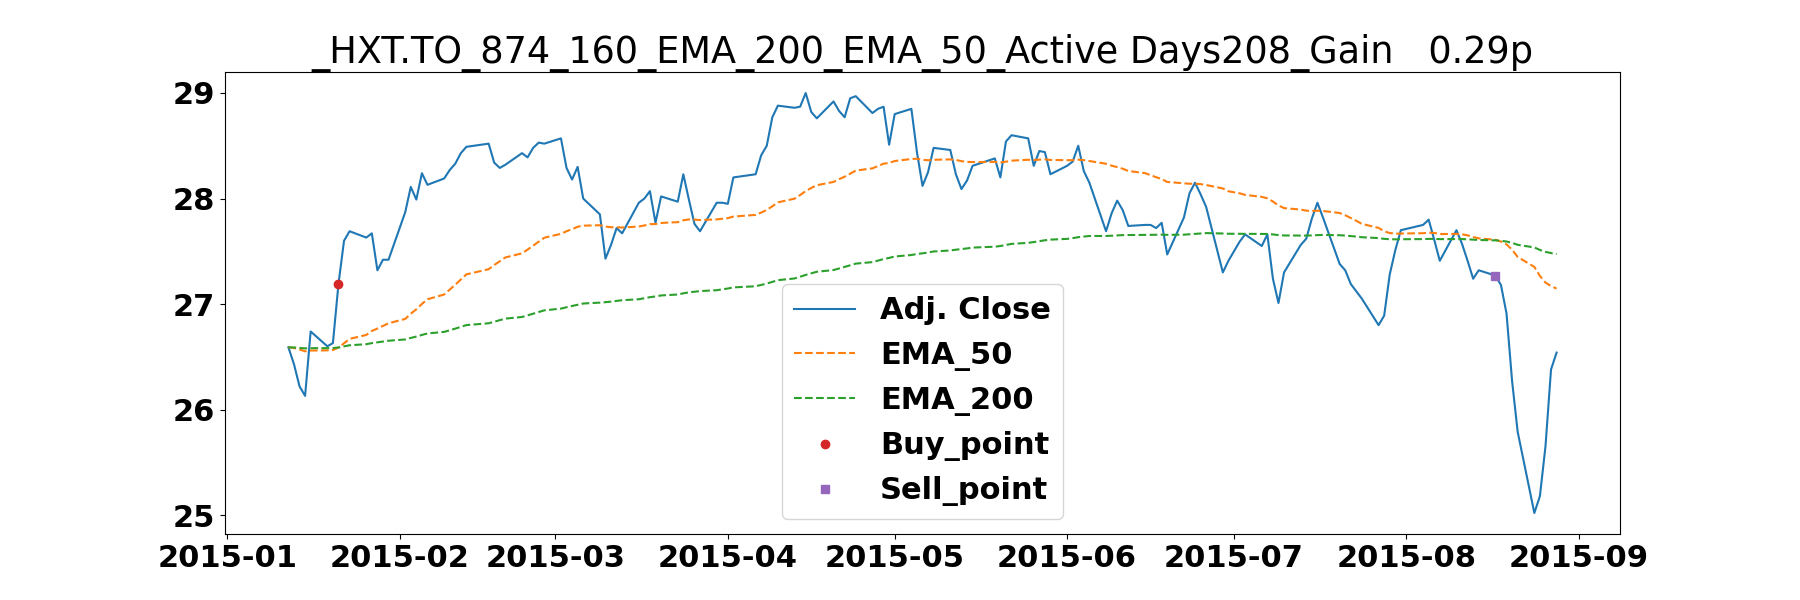 _HXT.TO_874_160_EMA_200_EMA_50_Active Days208_Gain   0.29p
29
28
27
26
25
Adj. Close
EMA_50
EMA_200
Buy_point
Sell_point
2015-01 2015-02 2015-03 2015-04 2015-05 2015-06 2015-07 2015-08 2015-09